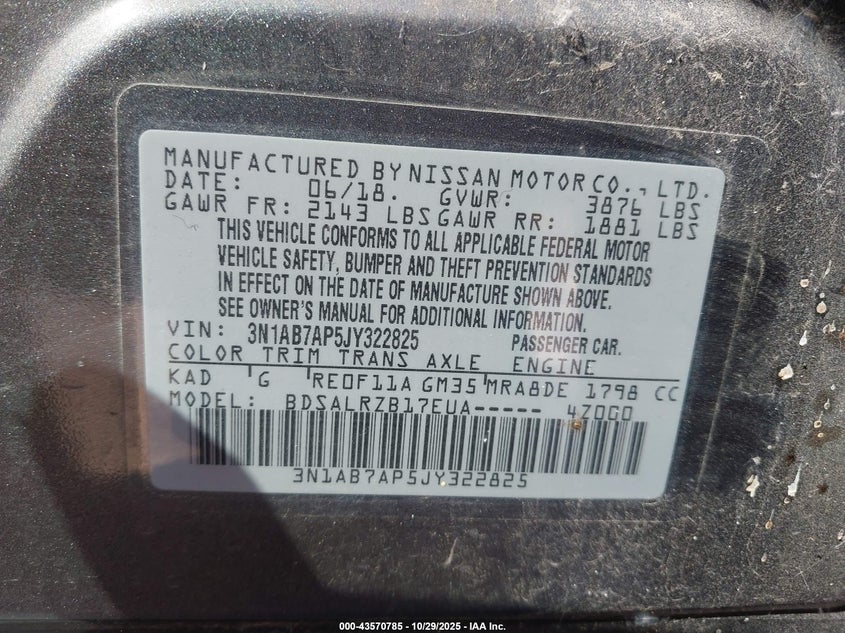 MANUFACTURED BY NISSAN MOTOR CO., LTD.
DATE: 06/18. GVWR: 3876 LBS
GAWR FR: 2143 LBS GAWR RR: 1881 LBS
THIS VEHICLE CONFORMS TO ALL APPLICABLE FEDERAL MOTOR
VEHICLE SAFETY, BUMPER AND THEFT PREVENTION STANDARDS
IN EFFECT ON THE DATE OF MANUFACTURE SHOWN ABOVE.
SEE OWNER'S MANUAL FOR ADDITIONAL INFORMATION.
VIN: 3N1AB7AP5JY322825 PASSENGER CAR.
COLOR TRIM TRANS AXLE ENGINE
KAD G RE0F11A GM35 MRA8DE 1798 CC
MODEL: BDSALRZB17EUA----- 4Z0G0
3N1AB7AP5JY322825
000-43570785 - 10/29/2025 - IAA Inc.